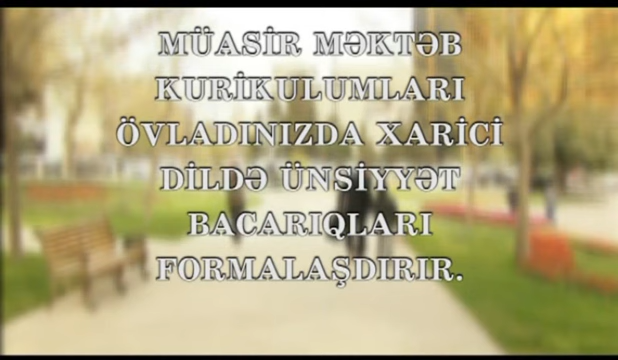 MÜASİR MƏKTƏB
KURİKULUMLARI
ÖVLADINIZDA XARİCİ
DİLDƏ ÜNSİYYƏT
BACARIQLARI
FORMALAŞDIRIR.